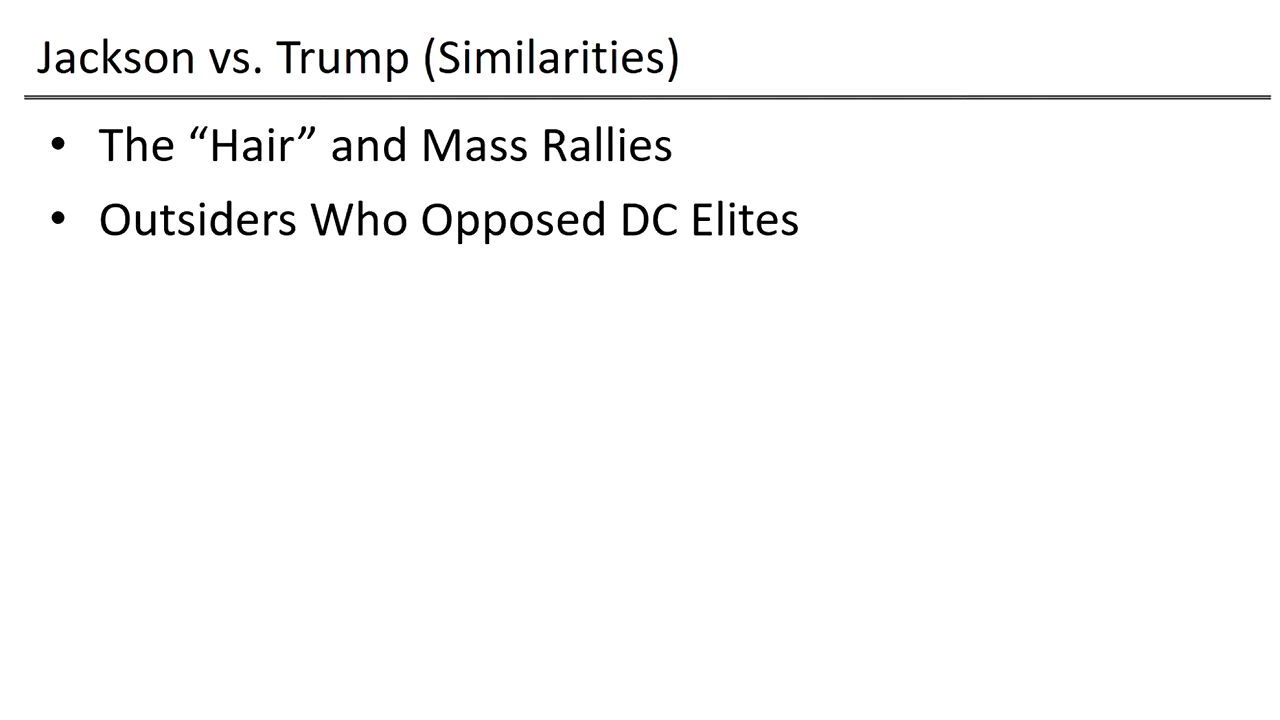 Jackson vs. Trump (Similarities)
• The “Hair” and Mass Rallies
• Outsiders Who Opposed DC Elites